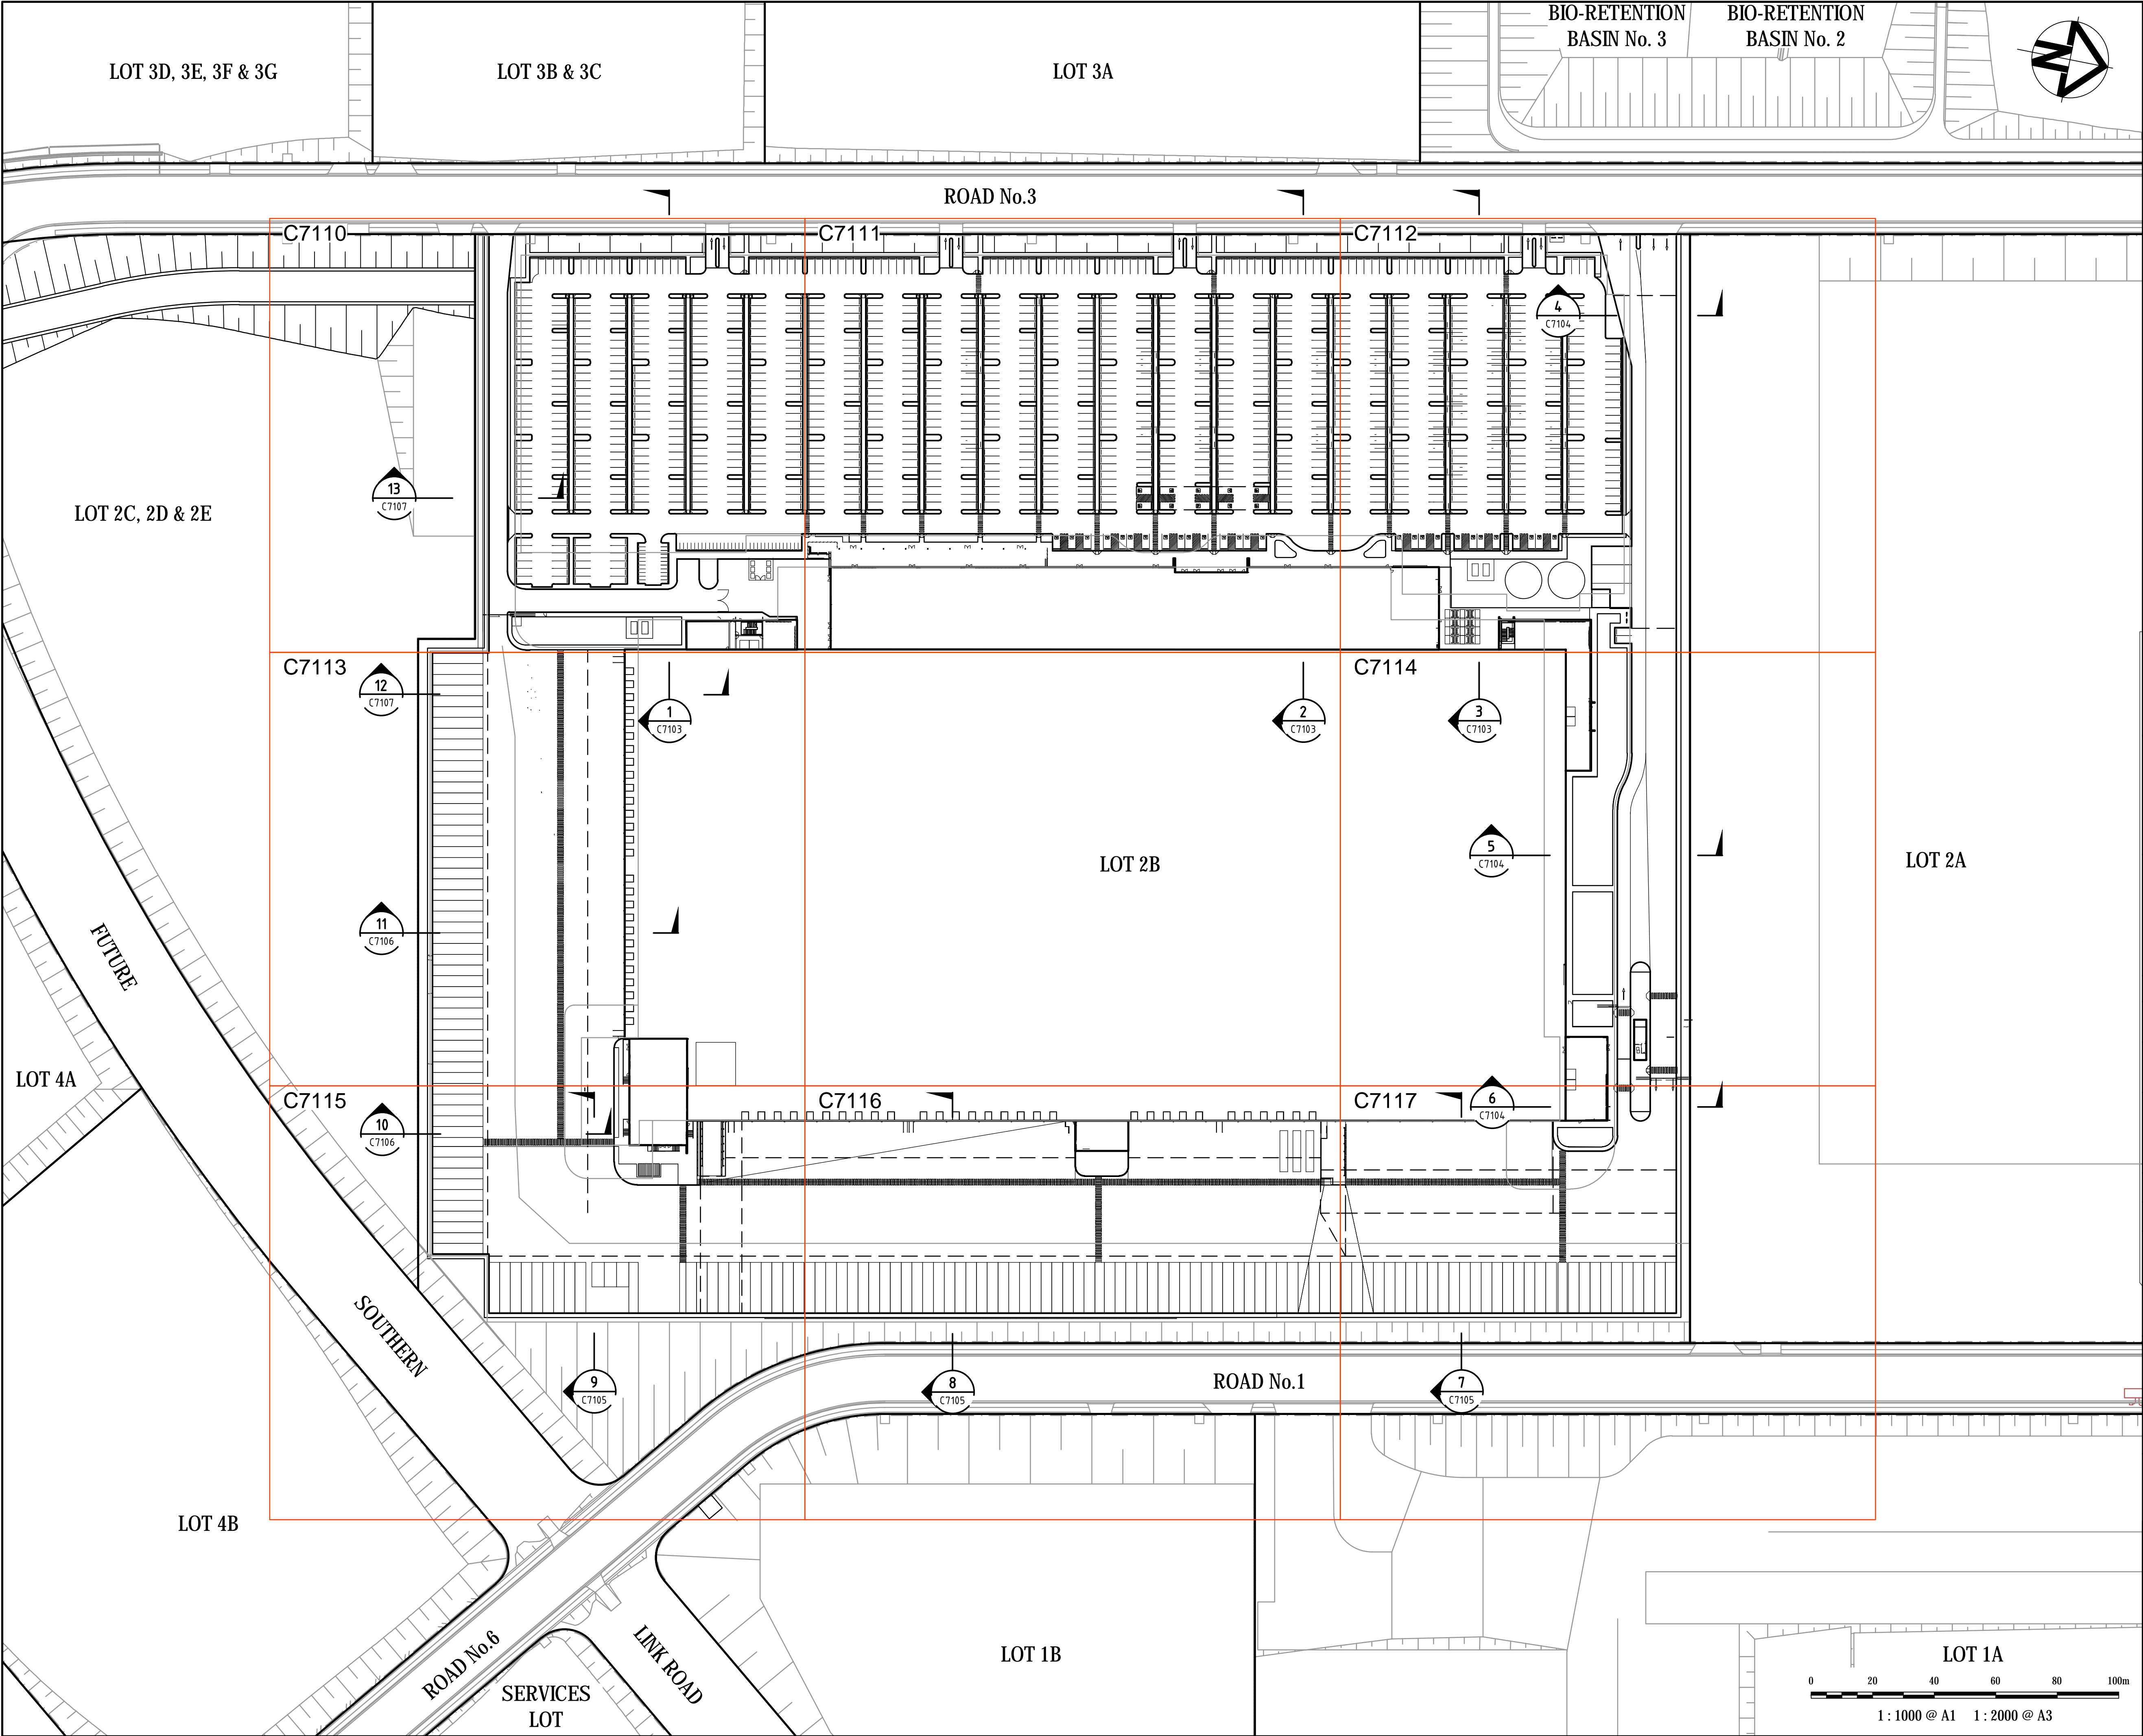 BIO-RETENTION
BASIN No. 3
BIO-RETENTION
BASIN No. 2
N
LOT 3D, 3E, 3F & 3G
LOT 3B & 3C
LOT 3A
ROAD No.3
C7110
C7111
C7112
4
C7104
13
C7107
LOT 2C, 2D & 2E
C7113
C7114
12
C7107
1
C7103
2
C7103
3
C7103
5
C7104
LOT 2B
LOT 2A
11
C7106
FUTURE
LOT 4A
C7115
C7116
C7117
6
C7104
10
C7106
SOUTHERN
9
C7105
8
C7105
7
C7105
ROAD No.1
LOT 4B
ROAD No.6
LINK ROAD
SERVICES
LOT
LOT 1B
LOT 1A
0 20 40 60 80 100m
1 : 1000 @ A1 1 : 2000 @ A3